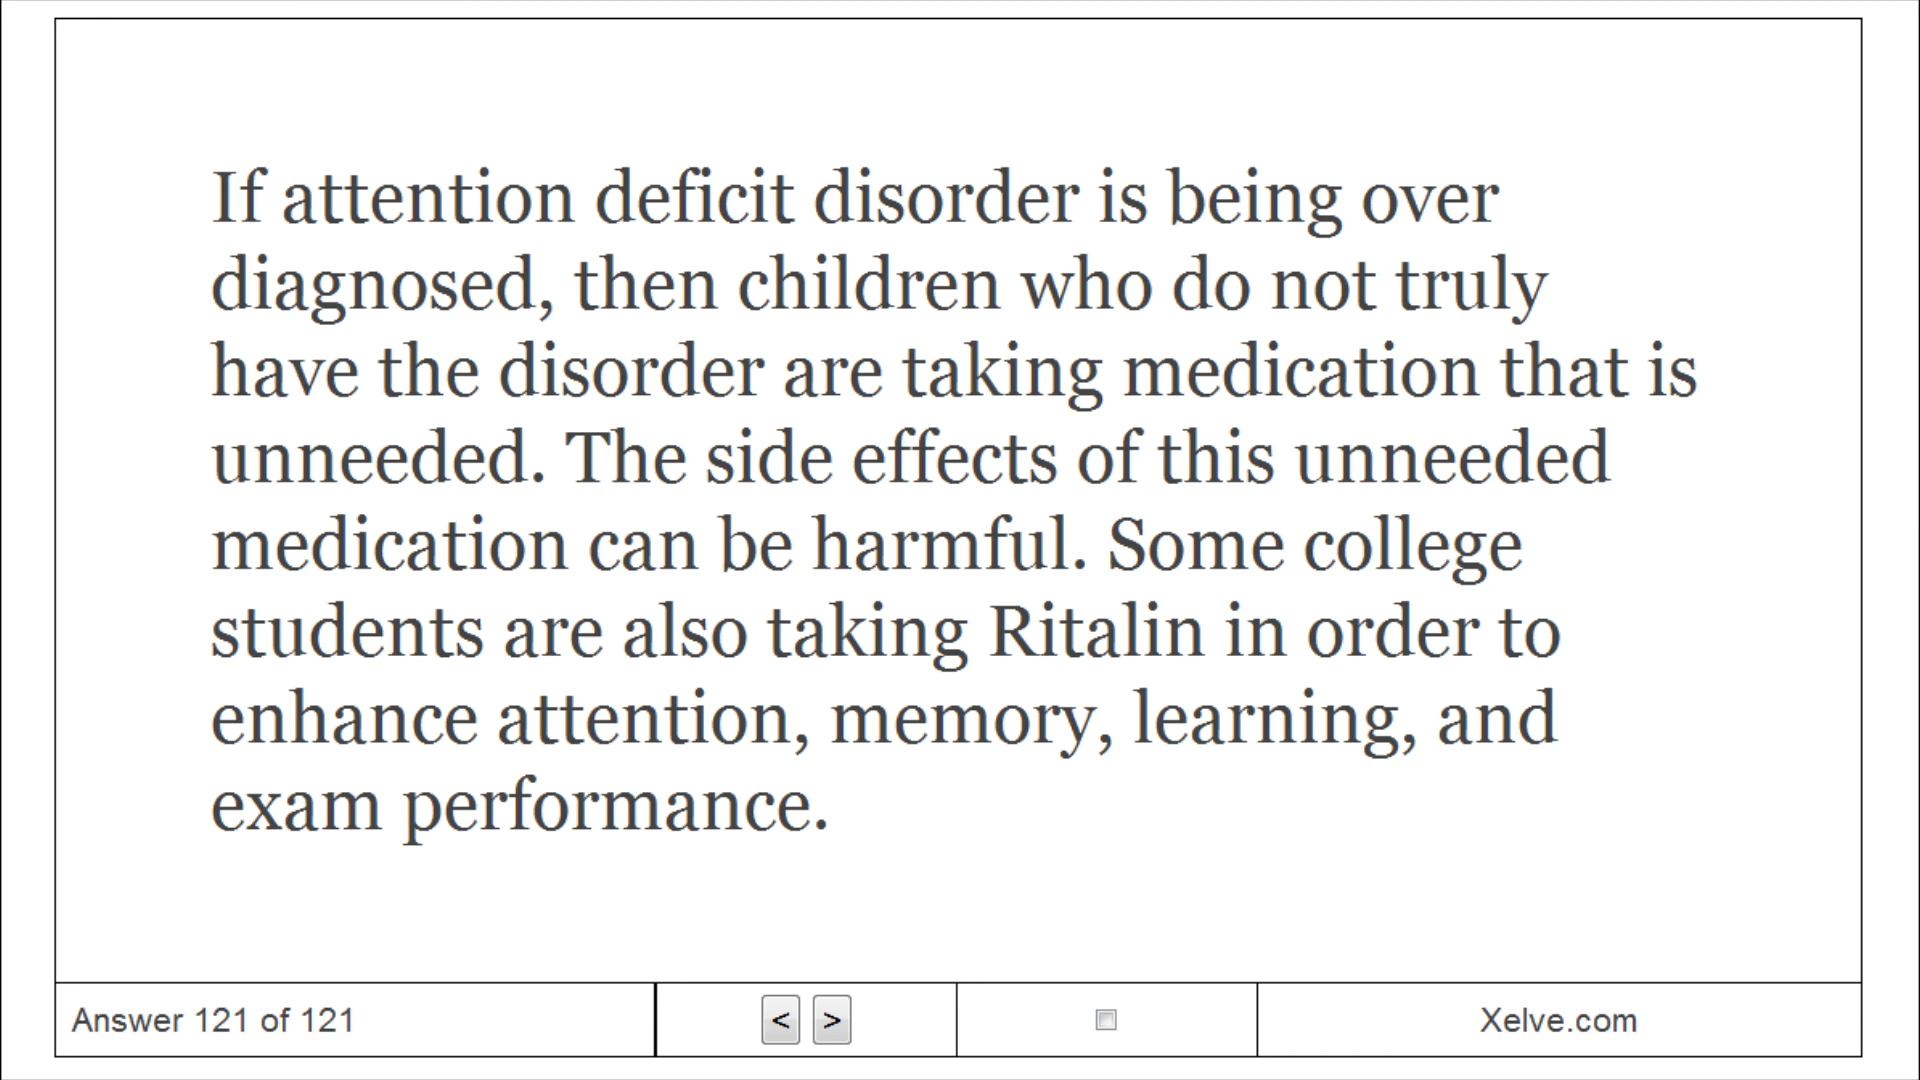 If attention deficit disorder is being over
diagnosed, then children who do not truly
have the disorder are taking medication that is
unneeded. The side effects of this unneeded
medication can be harmful. Some college
students are also taking Ritalin in order to
enhance attention, memory, learning, and
exam performance.
Answer 121 of 121
< >
Xelve.com